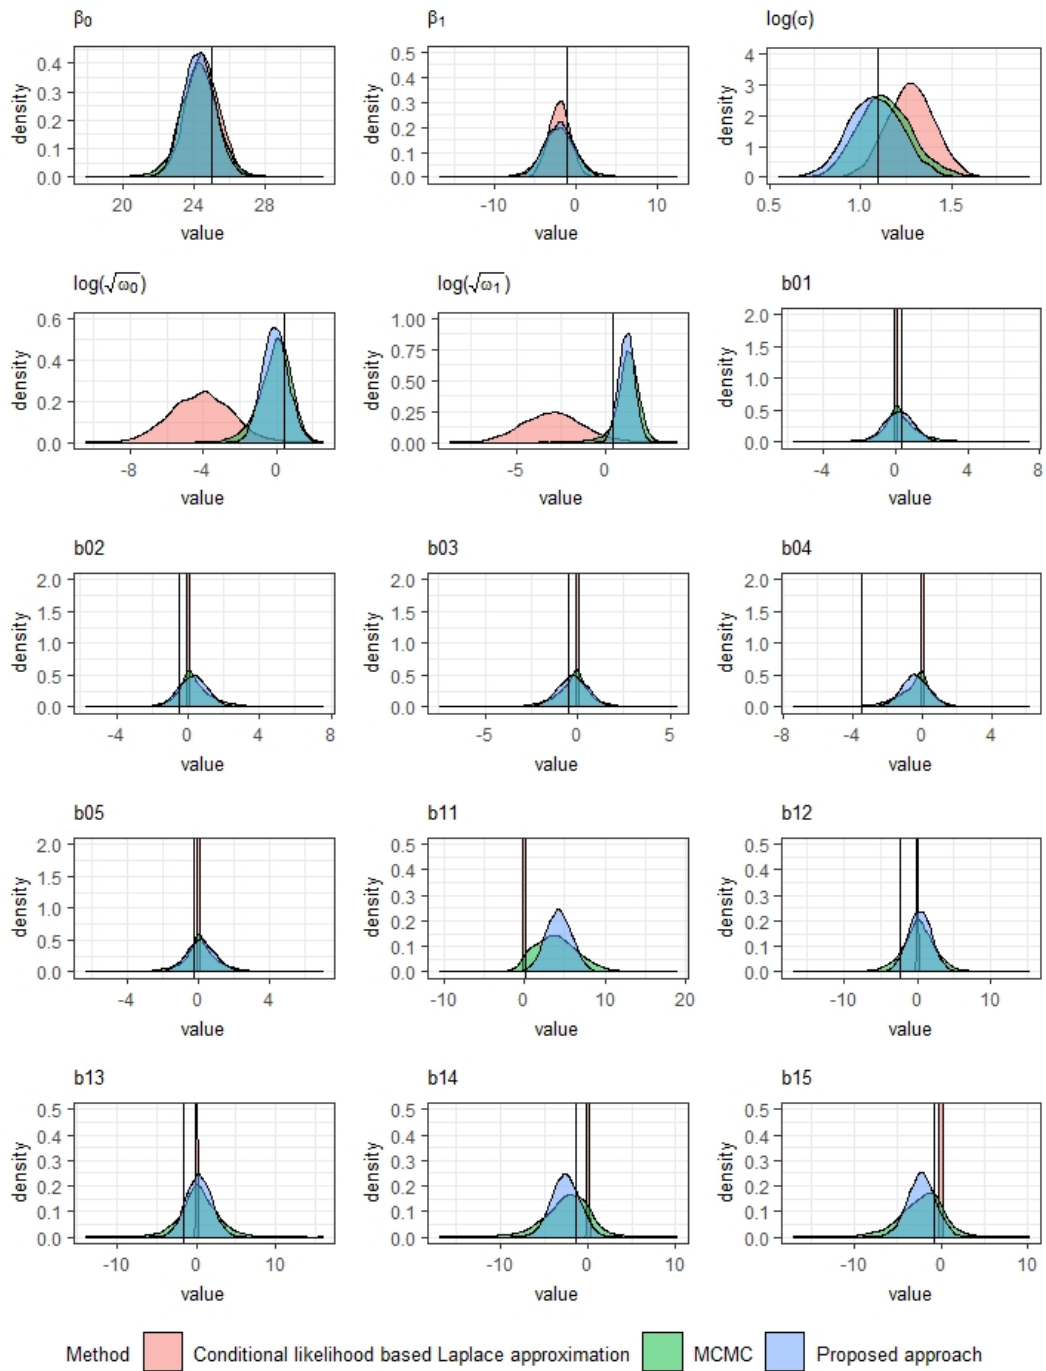 β₀ β₁ log(σ)
density 0.4 0.3 0.2 0.1 0.0
density 0.5 0.4 0.3 0.2 0.1 0.0
density 4 3 2 1 0
20 24 28
-10 0 10
0.5 1.0 1.5
value value value
log(√ω₀) log(√ω₁) b01
density 0.6 0.4 0.2 0.0
density 1.00 0.75 0.50 0.25 0.00
density 2.0 1.5 1.0 0.5 0.0
-8 -4 0
-5 0
-4 0 4 8
value value value
b02 b03 b04
density 2.0 1.5 1.0 0.5 0.0
density 2.0 1.5 1.0 0.5 0.0
density 2.0 1.5 1.0 0.5 0.0
-4 0 4 8
-5 0 5
-8 -4 0 4
value value value
b05 b11 b12
density 2.0 1.5 1.0 0.5 0.0
density 0.5 0.4 0.3 0.2 0.1 0.0
density 0.5 0.4 0.3 0.2 0.1 0.0
-4 0 4
-10 0 10 20
-10 0 10
value value value
b13 b14 b15
density 0.5 0.4 0.3 0.2 0.1 0.0
density 0.5 0.4 0.3 0.2 0.1 0.0
density 0.5 0.4 0.3 0.2 0.1 0.0
-10 0 10
-10 0 10
-10 0 10
value value value
Method Conditional likelihood based Laplace approximation MCMC Proposed approach